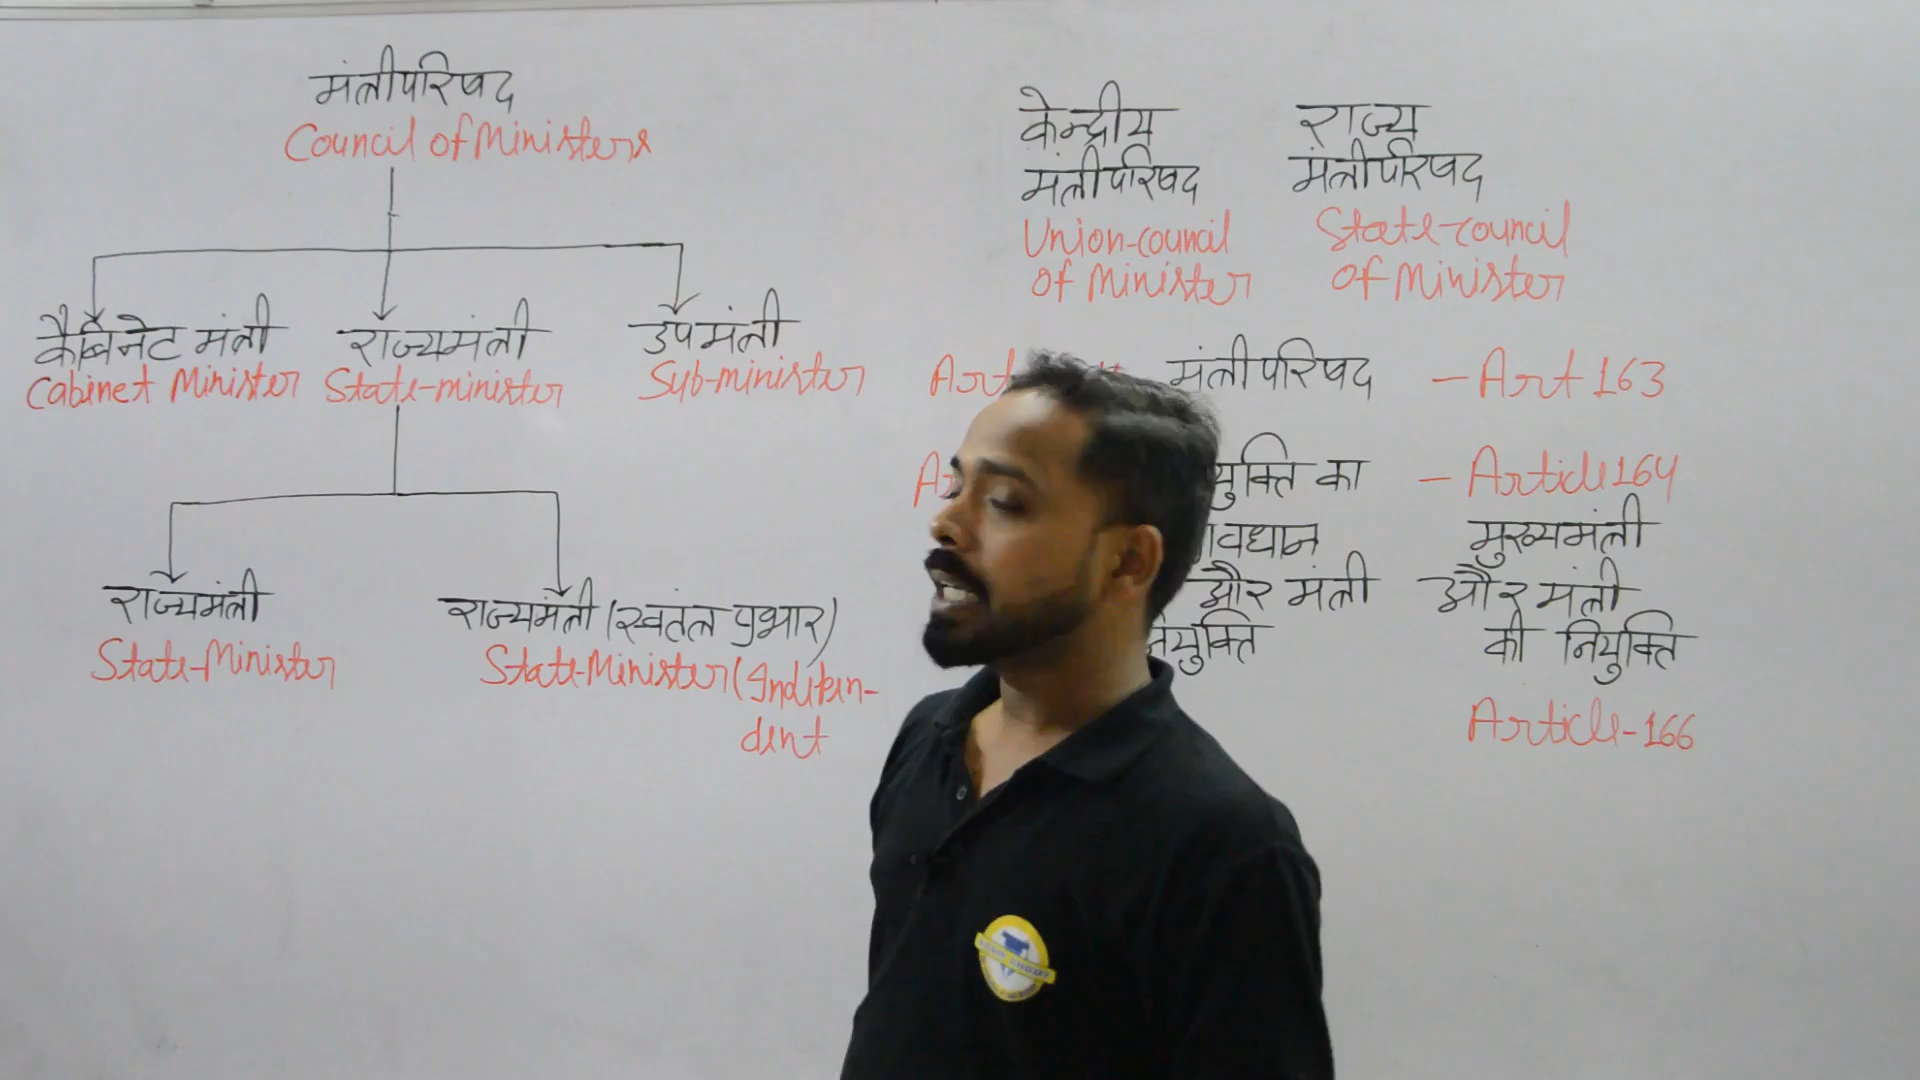 मंत्रीपरिषद
Council of Ministers
कैबिनेट मंत्री
Cabinet Minister
राज्यमंत्री
State-minister
उपमंत्री
Sub-minister
राज्यमंत्री
State-Minister
राज्यमंत्री (स्वतंत्र प्रभार)
State-Minister (Indipen-
dent
केन्द्रीय
मंत्रीपरिषद
Union-council
of Minister
राज्य
मंत्रीपरिषद
State-council
of Minister
मंत्रीपरिषद – Art 163
का – Article 164
मुख्यमंत्री
और मंत्री और मंत्री
की नियुक्ति
Article-166